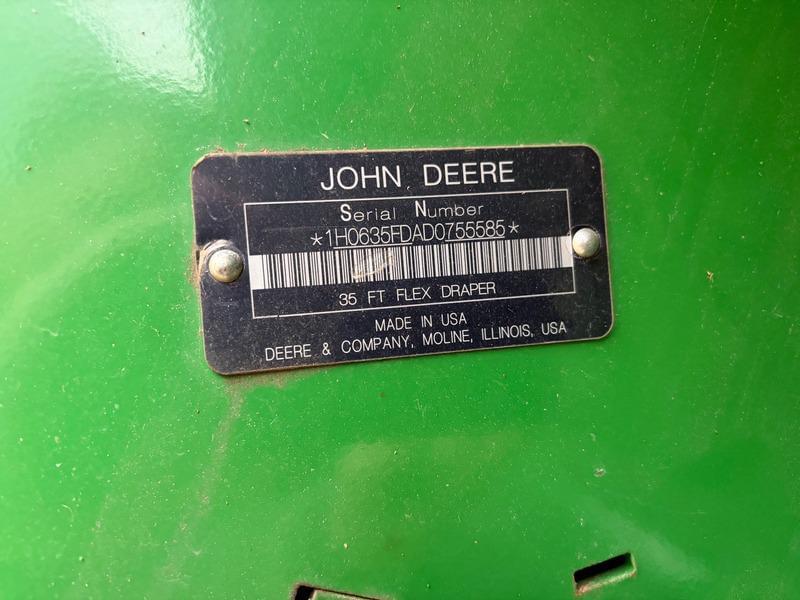 JOHN DEERE
Serial Number
*1H0635FDAD0755585*
35 FT FLEX DRAPER
MADE IN USA
DEERE & COMPANY, MOLINE, ILLINOIS, USA